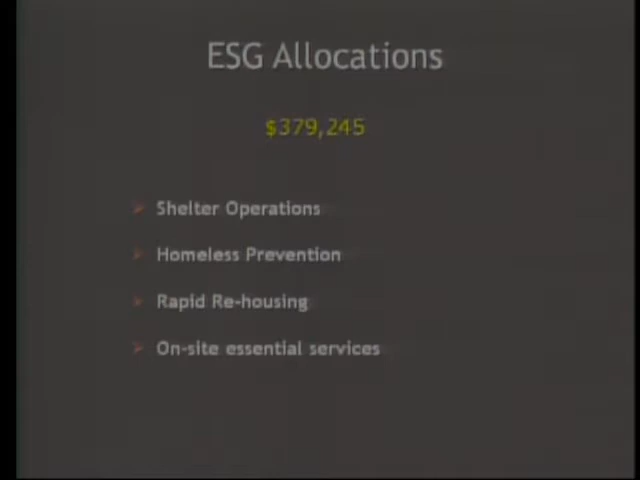 ESG Allocations
$379,245
Shelter Operations
Homeless Prevention
Rapid Re-housing
On-site essential services